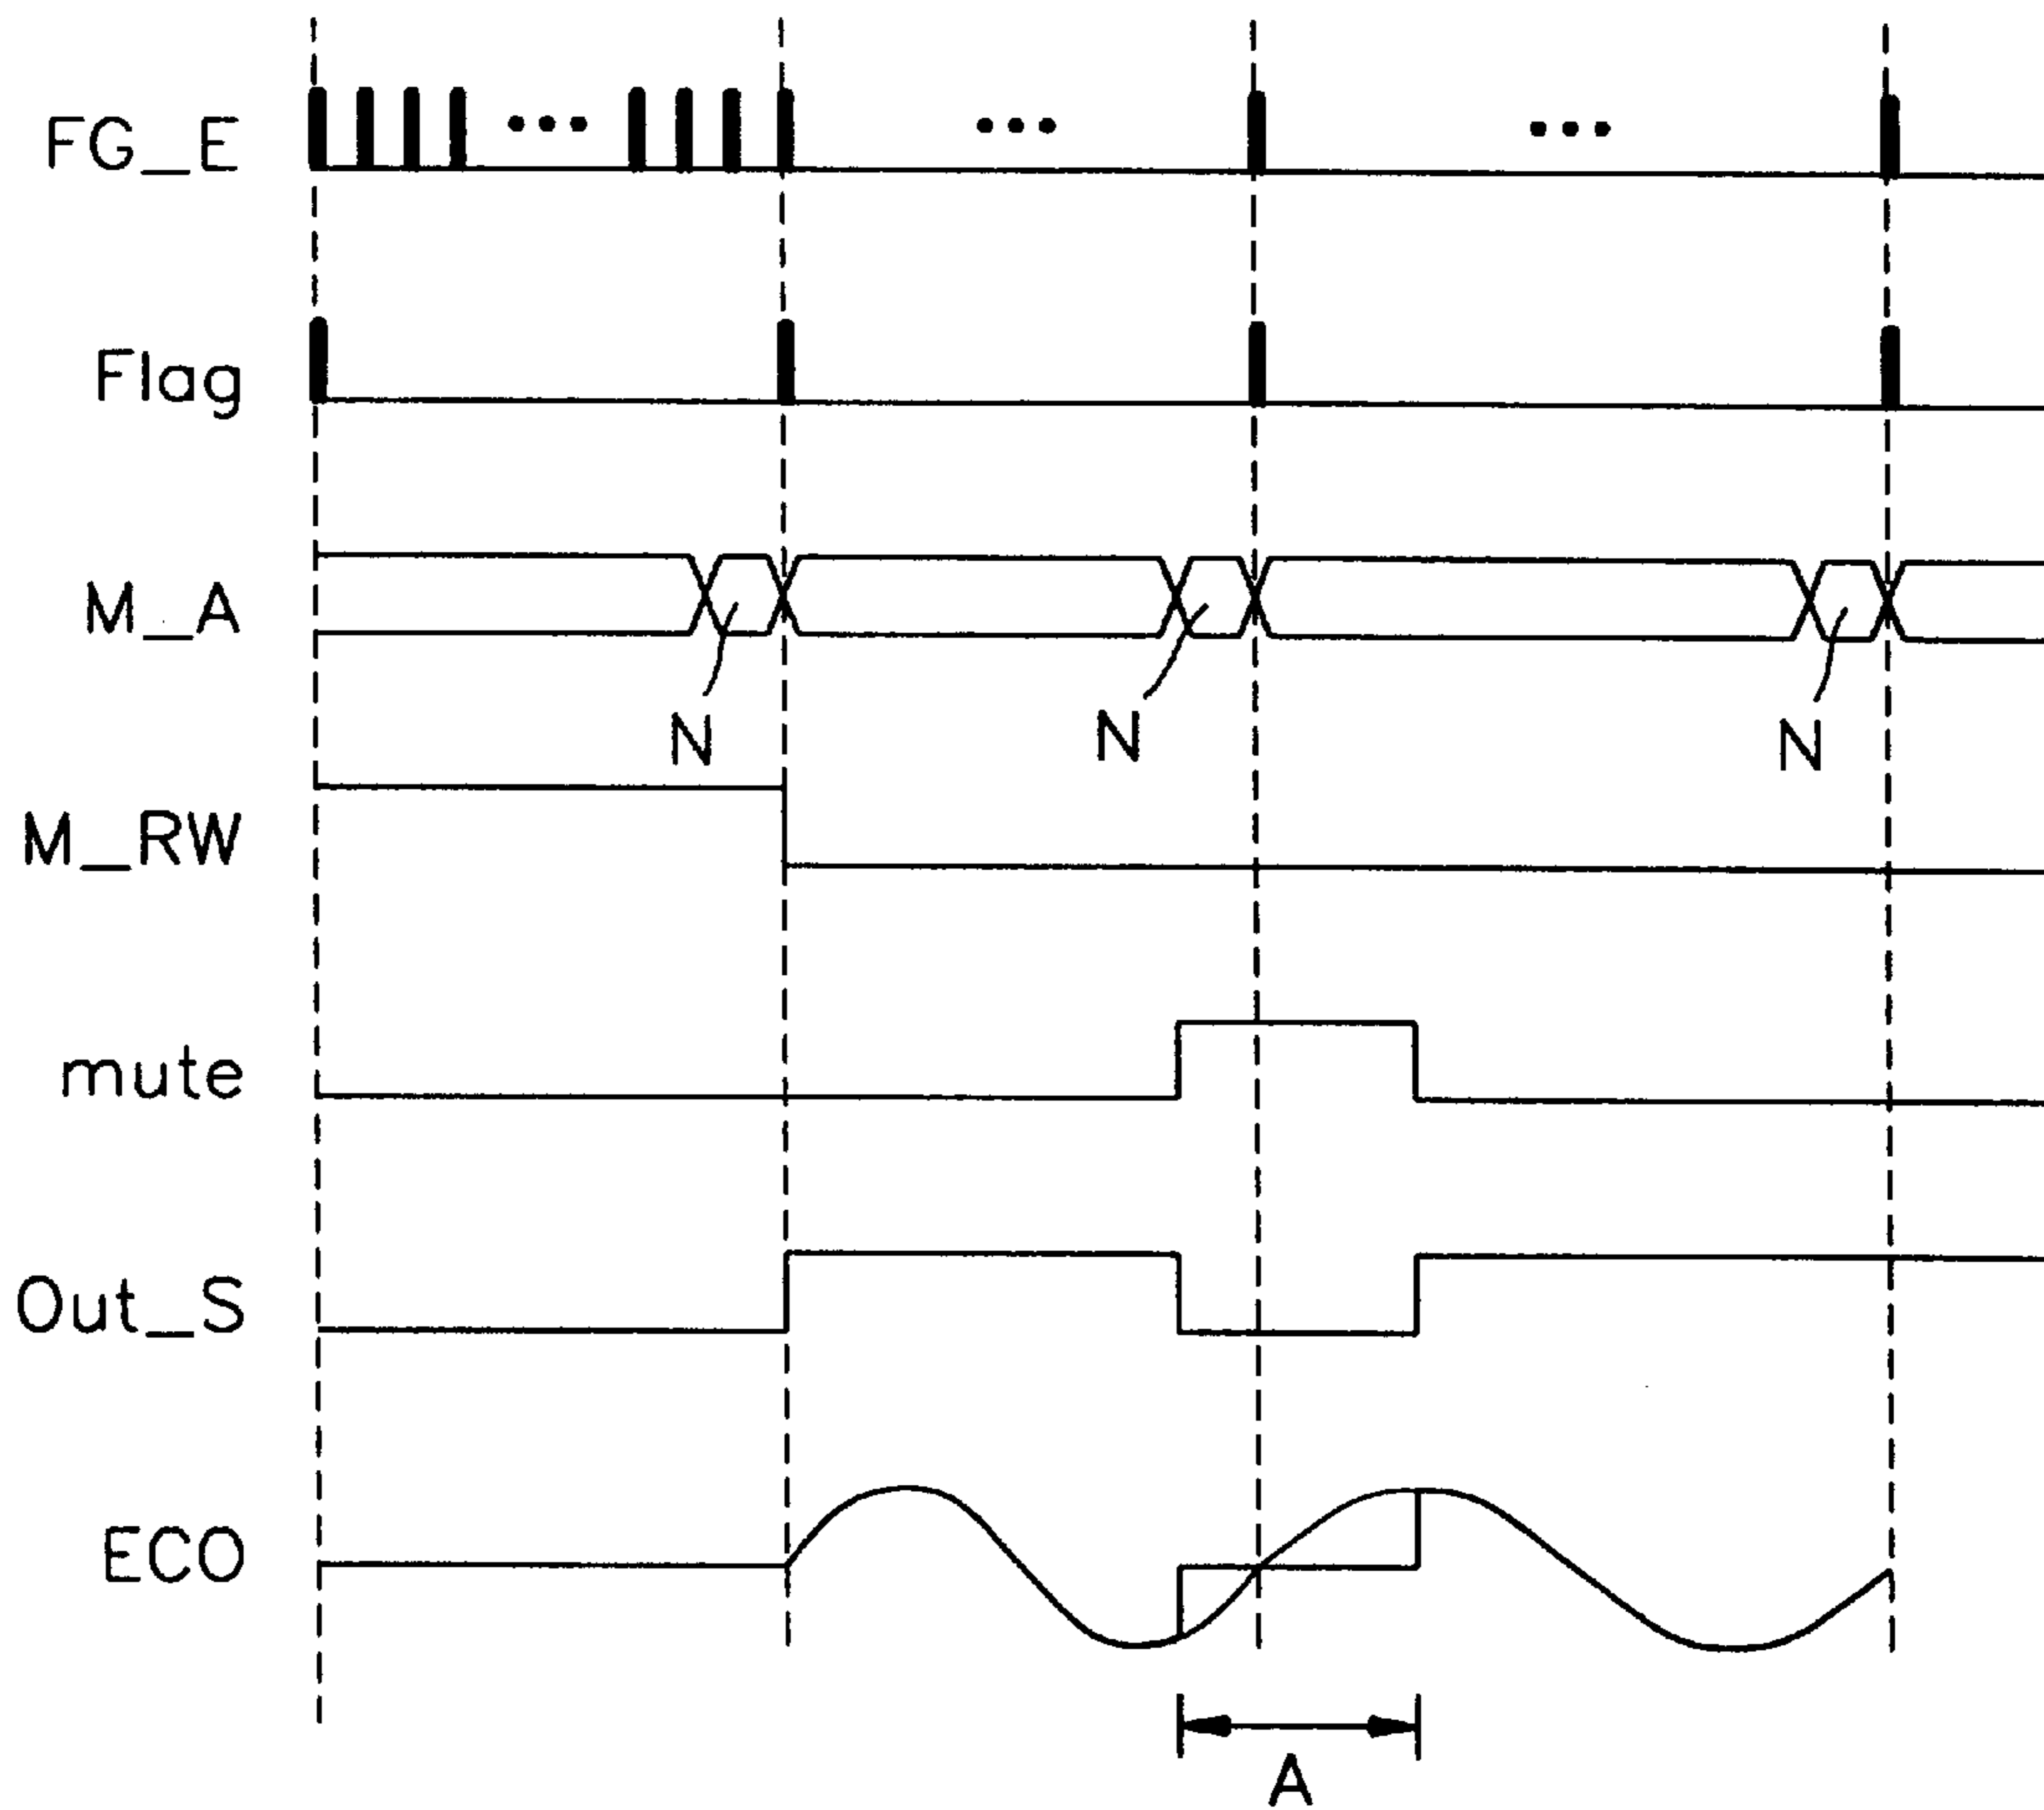 FG_E
Flag
M_A
N N N
M_RW
mute
Out_S
ECO
A